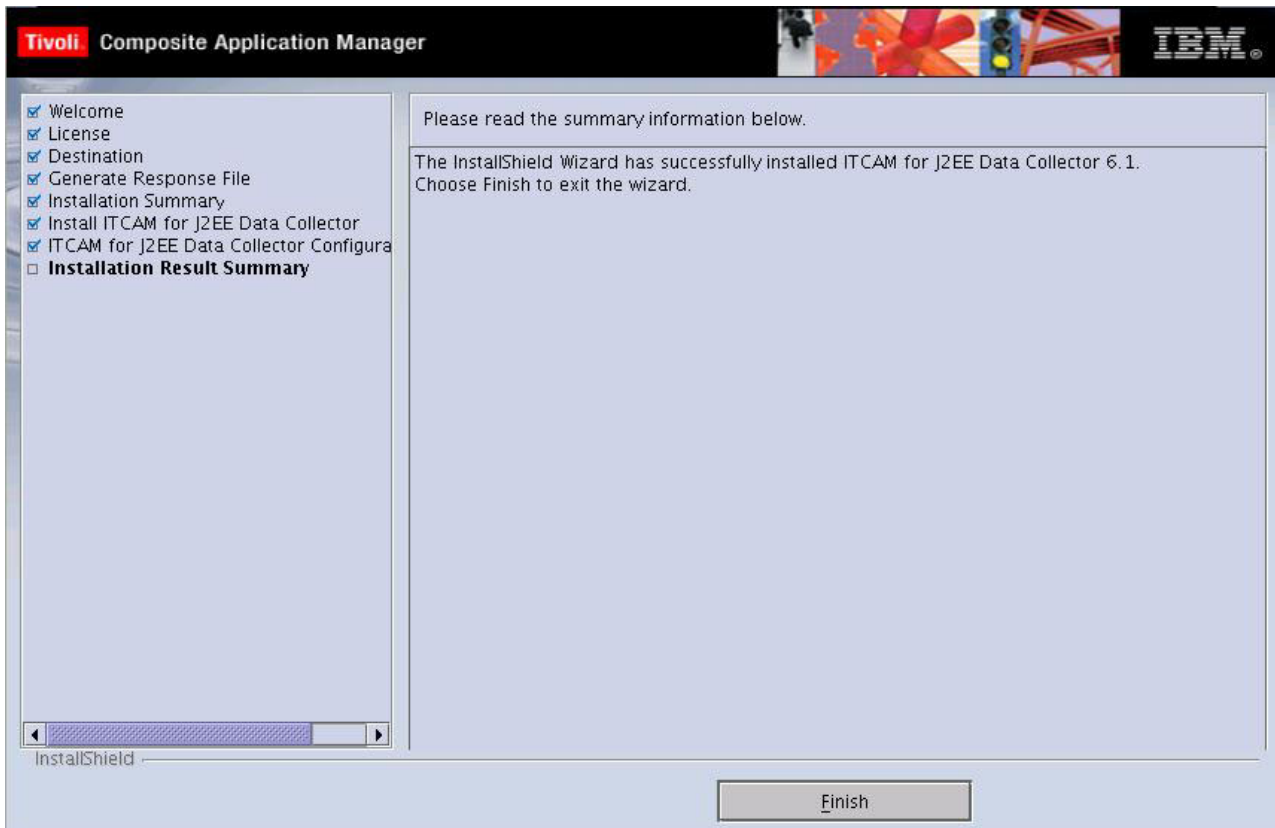 Tivoli. Composite Application Manager
IBM®
Welcome
License
Destination
Generate Response File
Installation Summary
Install ITCAM for J2EE Data Collector
ITCAM for J2EE Data Collector Configura
Installation Result Summary
Please read the summary information below.
The InstallShield Wizard has successfully installed ITCAM for J2EE Data Collector 6.1.
Choose Finish to exit the wizard.
InstallShield
Finish